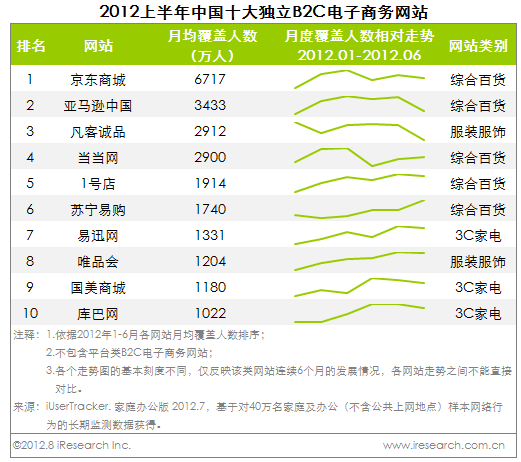 2012上半年中国十大独立B2C电子商务网站
排名 网站 月均覆盖人数（万人） 月度覆盖人数相对走势 2012.01-2012.06 网站类别
1 京东商城 6717 综合百货
2 亚马逊中国 3433 综合百货
3 凡客诚品 2912 服装服饰
4 当当网 2900 综合百货
5 1号店 1914 综合百货
6 苏宁易购 1740 综合百货
7 易迅网 1331 3C家电
8 唯品会 1204 服装服饰
9 国美商城 1180 3C家电
10 库巴网 1022 3C家电
注释：1.依据2012年1-6月各网站月均覆盖人数排序；
2.不包含平台类B2C电子商务网站；
3.各个走势图的基本刻度不同，仅反映该类网站连续6个月的发展情况，各网站走势之间不能直接
对比。
来源：iUserTracker. 家庭办公版 2012.7，基于对40万名家庭及办公（不含公共上网地点）样本网络行
为的长期监测数据获得。
©2012.8 iResearch Inc. www.iresearch.com.cn